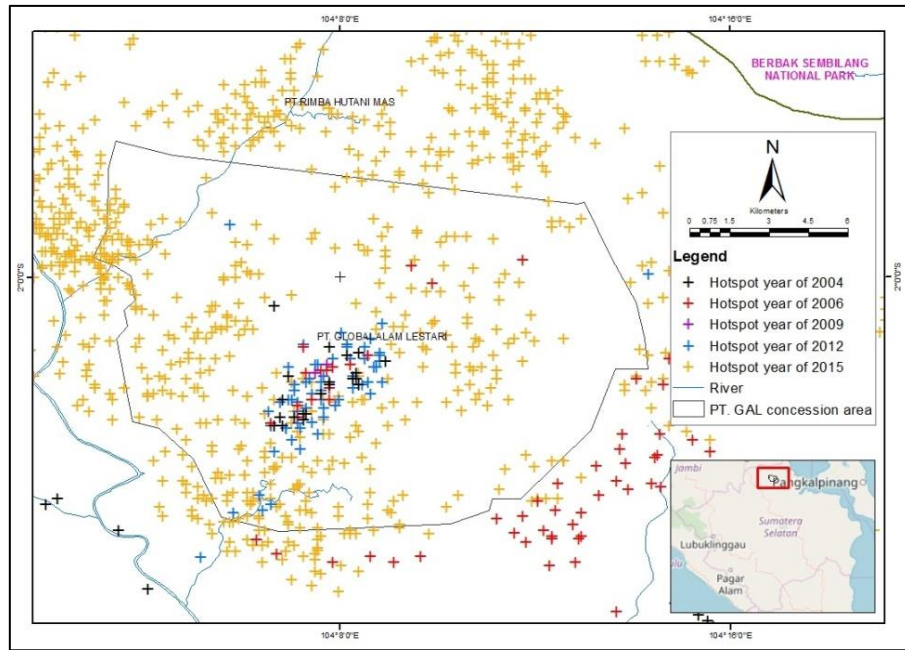 104°8'0"E
104°16'0"E
BERBAK SEMBILANG
NATIONAL PARK
PT RIMBA HUTANI MAS
N
Kilometers
0 0.75 1.5 3 4.5 6
Legend
Hotspot year of 2004
Hotspot year of 2006
Hotspot year of 2009
Hotspot year of 2012
Hotspot year of 2015
River
PT. GAL concession area
2°0'0"S
2°0'0"S
PT. GLOBAL ALAM LESTARI
Jambi
Pangkalpinang
Sumatera
Selatan
Lubuklinggau
Pagar
Alam
104°8'0"E
104°16'0"E